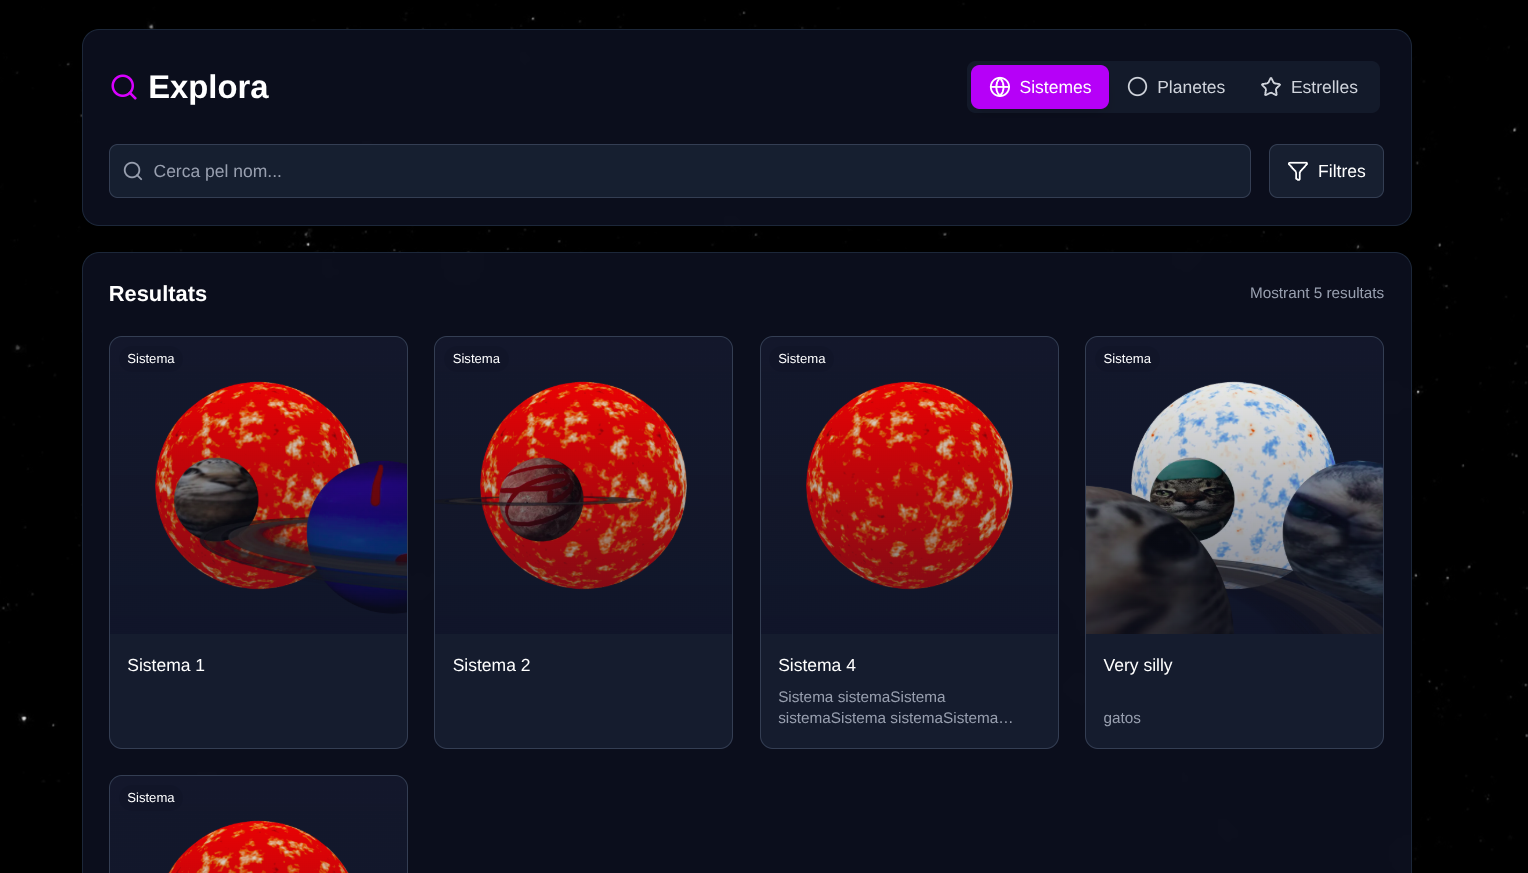 Explora
Sistemes
Planetes
Estrelles
Cerca pel nom...
Filtres
Resultats
Mostrant 5 resultats
Sistema
Sistema
Sistema
Sistema
Sistema 1
Sistema 2
Sistema 4
Sistema sistemaSistema
sistemaSistema sistemaSistema…
Very silly
gatos
Sistema